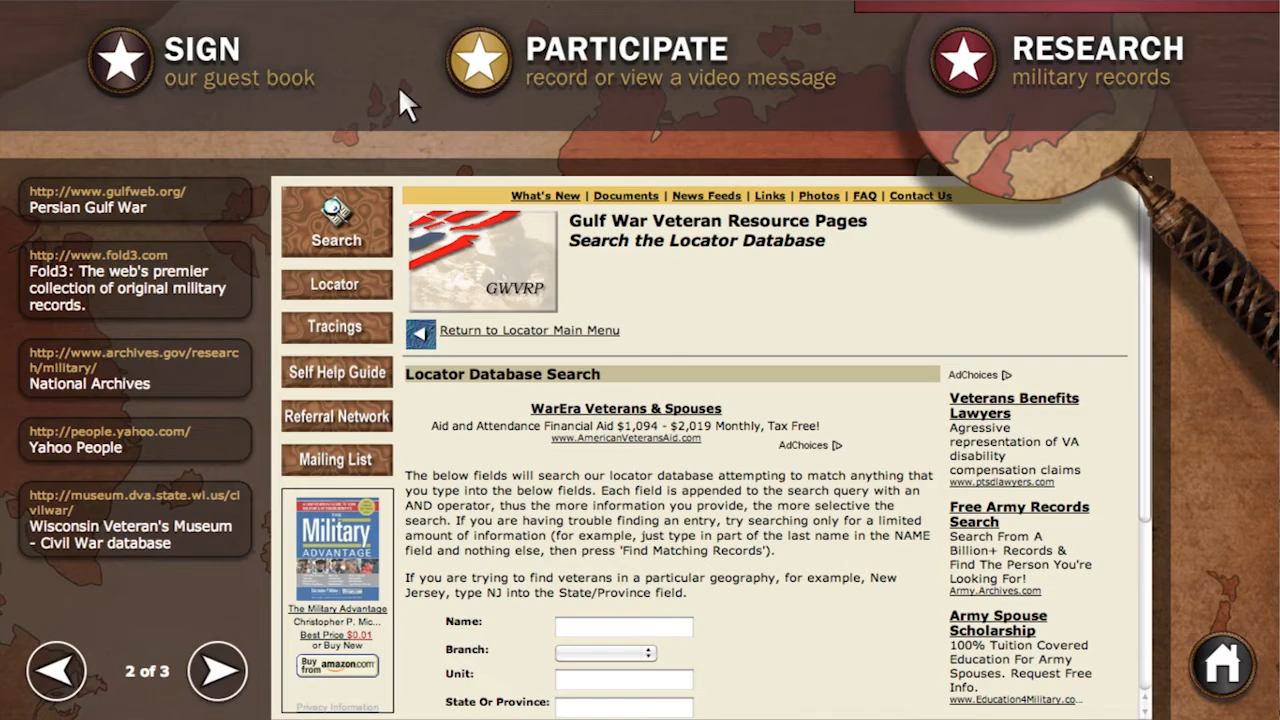 SIGN
our guest book
PARTICIPATE
record or view a video message
RESEARCH
military records
http://www.gulfweb.org/
Persian Gulf War
http://www.fold3.com
Fold3: The web's premier
collection of original military
records.
http://www.archives.gov/researc
h/military/
National Archives
http://people.yahoo.com/
Yahoo People
http://museum.dva.state.wi.us/ci
vilwar/
Wisconsin Veteran's Museum
- Civil War database
2 of 3
Search
Locator
Tracings
Self Help Guide
Referral Network
Mailing List
THE
Military
ADVANTAGE
The Military Advantage
Christopher P. Mic...
Best Price $0.01
or Buy New
Buy from amazon.com
Privacy Information
What's New | Documents | News Feeds | Links | Photos | FAQ | Contact Us
GWVRP
Gulf War Veteran Resource Pages
Search the Locator Database
Return to Locator Main Menu
Locator Database Search
WarEra Veterans & Spouses
Aid and Attendance Financial Aid $1,094 - $2,019 Monthly, Tax Free!
www.AmericanVeteransAid.com
AdChoices
The below fields will search our locator database attempting to match anything that
you type into the below fields. Each field is appended to the search query with an
AND operator, thus the more information you provide, the more selective the
search. If you are having trouble finding an entry, try searching only for a limited
amount of information (for example, just type in part of the last name in the NAME
field and nothing else, then press 'Find Matching Records').
If you are trying to find veterans in a particular geography, for example, New
Jersey, type NJ into the State/Province field.
Name:
Branch:
Unit:
State Or Province:
AdChoices
Veterans Benefits
Lawyers
Agressive
representation of VA
disability
compensation claims
www.ptsdlawyers.com
Free Army Records
Search
Search From A
Billion+ Records &
Find The Person You're
Looking For!
Army.Archives.com
Army Spouse
Scholarship
100% Tuition Covered
Education For Army
Spouses. Request Free
Info.
www.Education4Military.co...